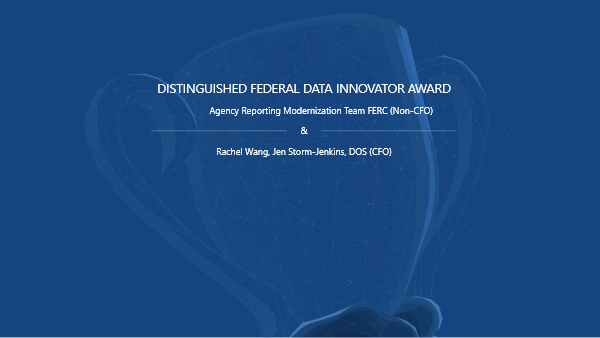 DISTINGUISHED FEDERAL DATA INNOVATOR AWARD
Agency Reporting Modernization Team FERC (Non-CFO)
&
Rachel Wang, Jen Storm-Jenkins, DOS (CFO)